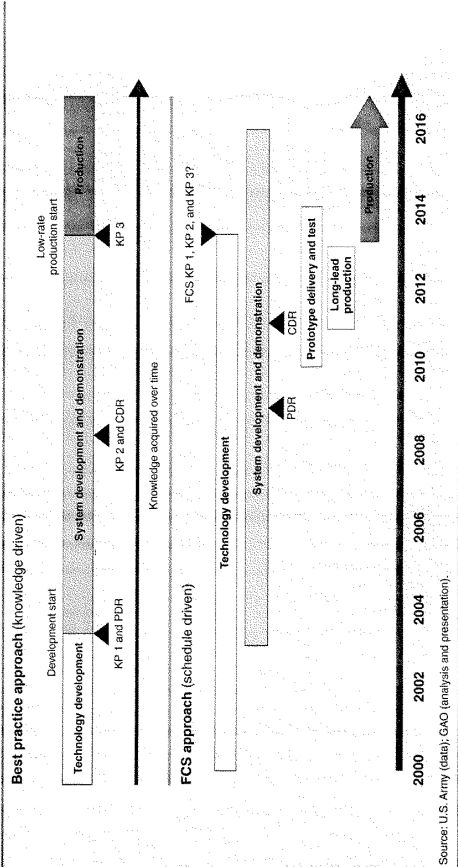 Best practice approach (knowledge driven)
Development start
Low-rate
production start
Technology development
System development and demonstration
Production
KP 1 and PDR
KP 2 and CDR
KP 3
Knowledge acquired over time
FCS approach (schedule driven)
FCS KP 1, KP 2, and KP 3?
Technology development
System development and demonstration
PDR
CDR
Prototype delivery and test
Long-lead
production
Production
2000
2002
2004
2006
2008
2010
2012
2014
2016
Source: U.S. Army (data); GAO (analysis and presentation).